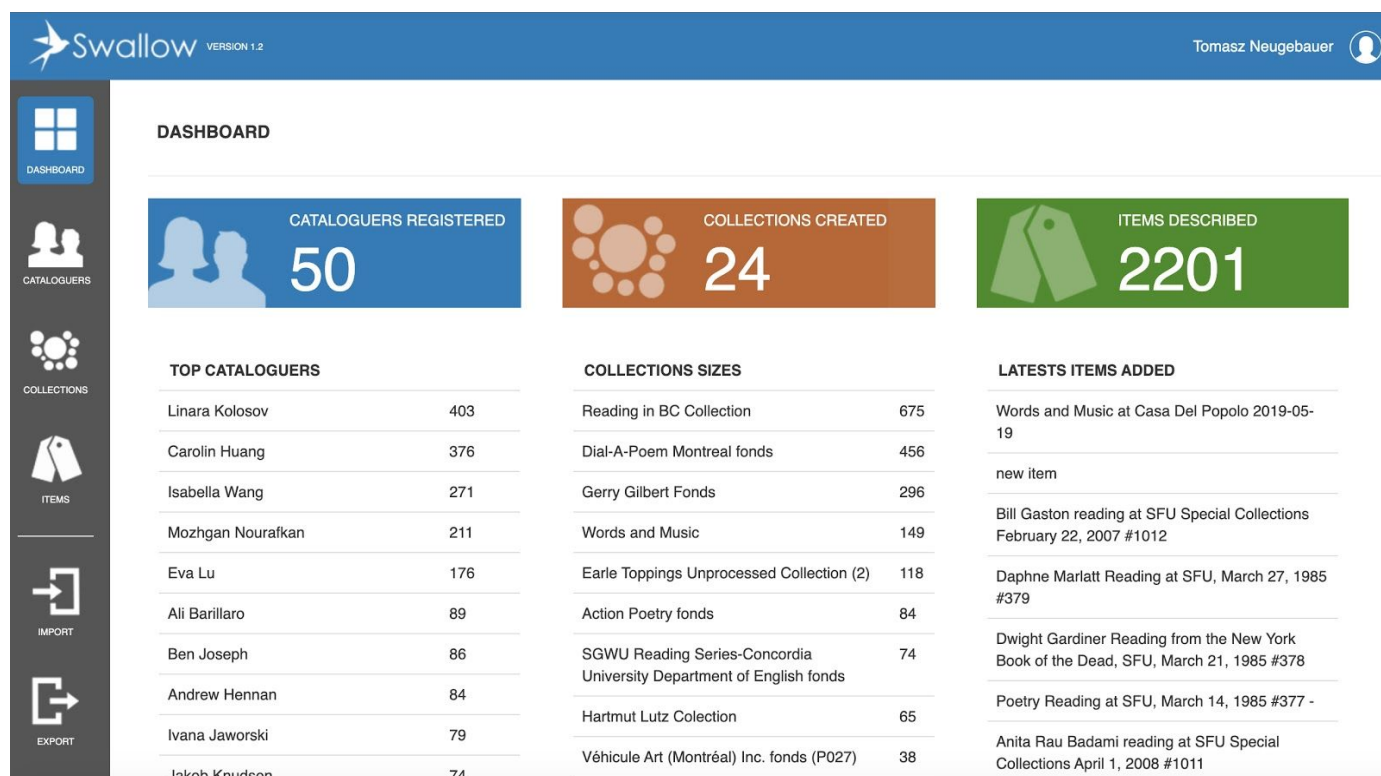 Swallow VERSION 1.2
Tomasz Neugebauer
DASHBOARD
CATALOGUERS
COLLECTIONS
ITEMS
IMPORT
EXPORT
DASHBOARD
CATALOGUERS REGISTERED
50
COLLECTIONS CREATED
24
ITEMS DESCRIBED
2201
TOP CATALOGUERS
Linara Kolosov 403
Carolin Huang 376
Isabella Wang 271
Mozhgan Nourafkan 211
Eva Lu 176
Ali Barillaro 89
Ben Joseph 86
Andrew Hennan 84
Ivana Jaworski 79
Jakob Knudsen 74
COLLECTIONS SIZES
Reading in BC Collection 675
Dial-A-Poem Montreal fonds 456
Gerry Gilbert Fonds 296
Words and Music 149
Earle Toppings Unprocessed Collection (2) 118
Action Poetry fonds 84
SGWU Reading Series-Concordia 74
University Department of English fonds
Hartmut Lutz Colection 65
Véhicule Art (Montréal) Inc. fonds (P027) 38
LATESTS ITEMS ADDED
Words and Music at Casa Del Popolo 2019-05-
19
new item
Bill Gaston reading at SFU Special Collections
February 22, 2007 #1012
Daphne Marlatt Reading at SFU, March 27, 1985
#379
Dwight Gardiner Reading from the New York
Book of the Dead, SFU, March 21, 1985 #378
Poetry Reading at SFU, March 14, 1985 #377 -
Anita Rau Badami reading at SFU Special
Collections April 1, 2008 #1011